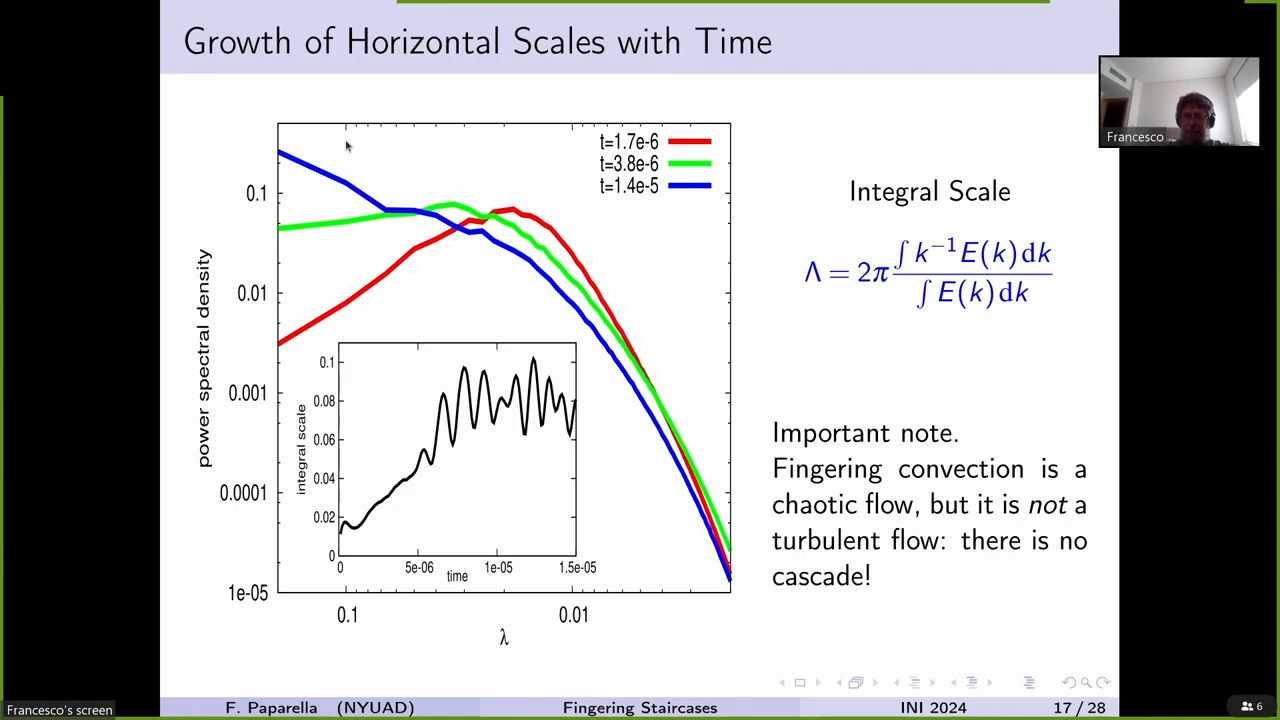 Growth of Horizontal Scales with Time
Francesco
t=1.7e-6
t=3.8e-6
t=1.4e-5
0.1
0.01
0.001
0.0001
1e-05
power spectral density
0.1
0.01
λ
0.1
0.08
0.06
0.04
0.02
0
integral scale
0
5e-06
1e-05
1.5e-05
time
Integral Scale
Λ = 2π ∫ k⁻¹ E(k) dk / ∫ E(k) dk
Important note.
Fingering convection is a
chaotic flow, but it is not a
turbulent flow: there is no
cascade!
F. Paparella (NYUAD)
Fingering Staircases
INI 2024
17 / 28
Francesco's screen
6